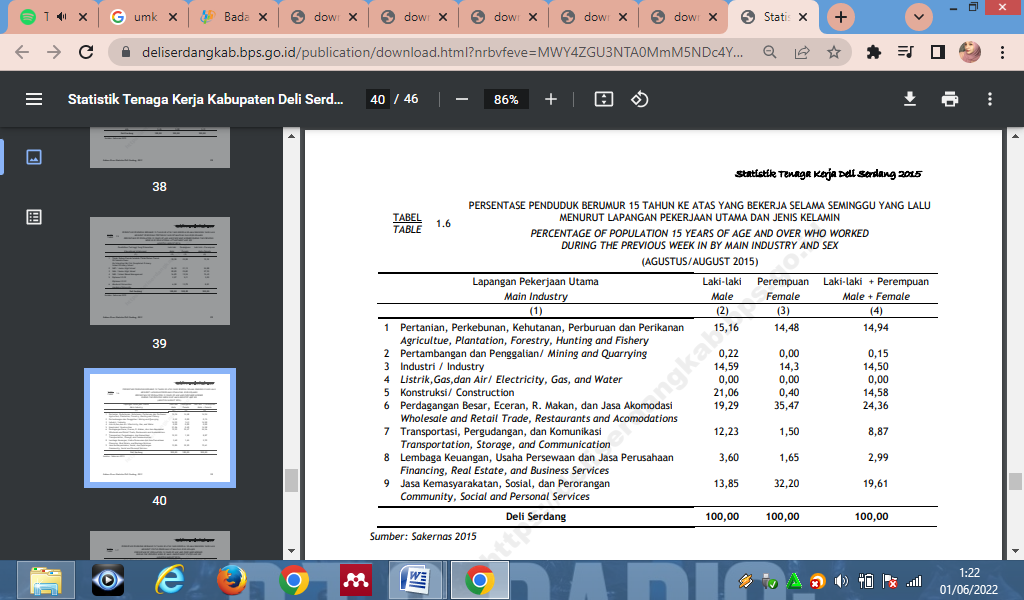 T
umk
Bada
dow
dow
dow
dow
dow
Statis
deliserdangkab.bps.go.id/publication/download.html?nrbvfeve=MWY4ZGU3NTA0MmM5NDc4Y...
Statistik Tenaga Kerja Kabupaten Deli Serd...
40 / 46
86%
38
39
40
Statistik Tenaga Kerja Deli Serdang 2015
TABEL
TABLE
1.6
PERSENTASE PENDUDUK BERUMUR 15 TAHUN KE ATAS YANG BEKERJA SELAMA SEMINGGU YANG LALU
MENURUT LAPANGAN PEKERJAAN UTAMA DAN JENIS KELAMIN
PERCENTAGE OF POPULATION 15 YEARS OF AGE AND OVER WHO WORKED
DURING THE PREVIOUS WEEK IN BY MAIN INDUSTRY AND SEX
(AGUSTUS/AUGUST 2015)
Lapangan Pekerjaan Utama Laki-laki Perempuan Laki-laki + Perempuan
Main Industry Male Female Male + Female
(1) (2) (3) (4)
1 Pertanian, Perkebunan, Kehutanan, Perburuan dan Perikanan 15,16 14,48 14,94
Agricultue, Plantation, Forestry, Hunting and Fishery
2 Pertambangan dan Penggalian/ Mining and Quarrying 0,22 0,00 0,15
3 Industri / Industry 14,59 14,3 14,50
4 Listrik,Gas,dan Air/ Electricity, Gas, and Water 0,00 0,00 0,00
5 Konstruksi/ Construction 21,06 0,40 14,58
6 Perdagangan Besar, Eceran, R. Makan, dan Jasa Akomodasi 19,29 35,47 24,36
Wholesale and Retail Trade, Restaurants and Acomodations
7 Transportasi, Pergudangan, dan Komunikasi 12,23 1,50 8,87
Transportation, Storage, and Communication
8 Lembaga Keuangan, Usaha Persewaan dan Jasa Perusahaan 3,60 1,65 2,99
Financing, Real Estate, and Business Services
9 Jasa Kemasyarakatan, Sosial, dan Perorangan 13,85 32,20 19,61
Community, Social and Personal Services
Deli Serdang 100,00 100,00 100,00
Sumber: Sakernas 2015
1:22
01/06/2022